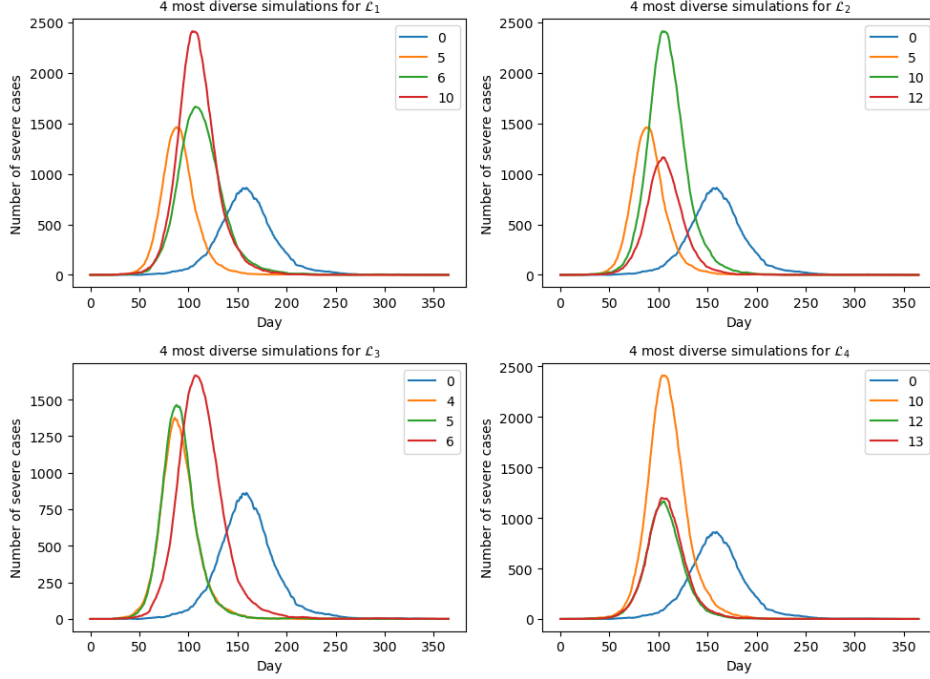 4 most diverse simulations for ℒ₁
Number of severe cases
2500
2000
1500
1000
500
0
0
5
6
10
0 50 100 150 200 250 300 350
Day
4 most diverse simulations for ℒ₂
Number of severe cases
2500
2000
1500
1000
500
0
0
5
10
12
0 50 100 150 200 250 300 350
Day
4 most diverse simulations for ℒ₃
Number of severe cases
1500
1250
1000
750
500
250
0
0
4
5
6
0 50 100 150 200 250 300 350
Day
4 most diverse simulations for ℒ₄
Number of severe cases
2500
2000
1500
1000
500
0
0
10
12
13
0 50 100 150 200 250 300 350
Day